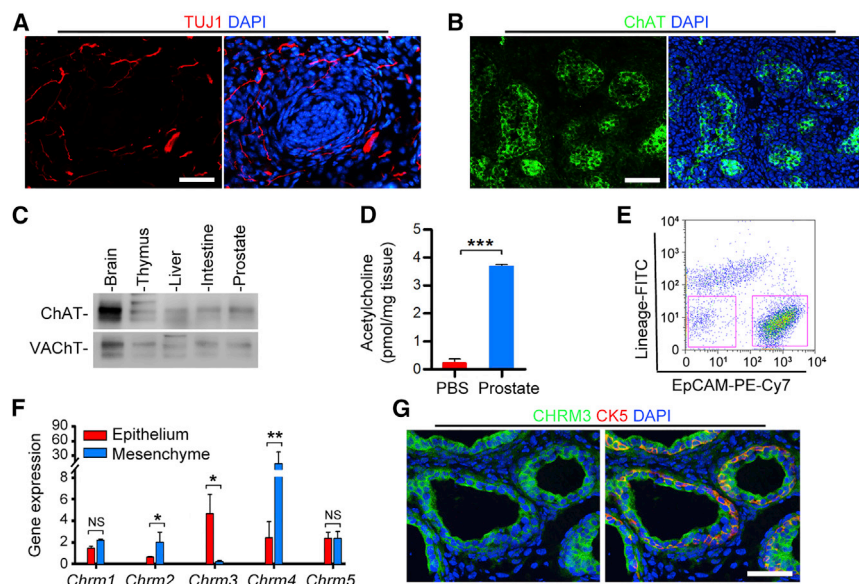 A
TUJ1 DAPI
B
ChAT DAPI
C
-Brain
-Thymus
-Liver
-Intestine
-Prostate
ChAT-
VAChT-
D
Acetylcholine
(pmol/mg tissue)
5
4
3
2
1
0
***
PBS
Prostate
E
Lineage-FITC
10⁴
10³
10²
10¹
0
0 10¹ 10² 10³ 10⁴
EpCAM-PE-Cy7
F
Gene expression
90
60
30
8
6
4
2
0
Epithelium
Mesenchyme
NS
*
*
**
NS
Chrm1 Chrm2 Chrm3 Chrm4 Chrm5
G
CHRM3 CK5 DAPI